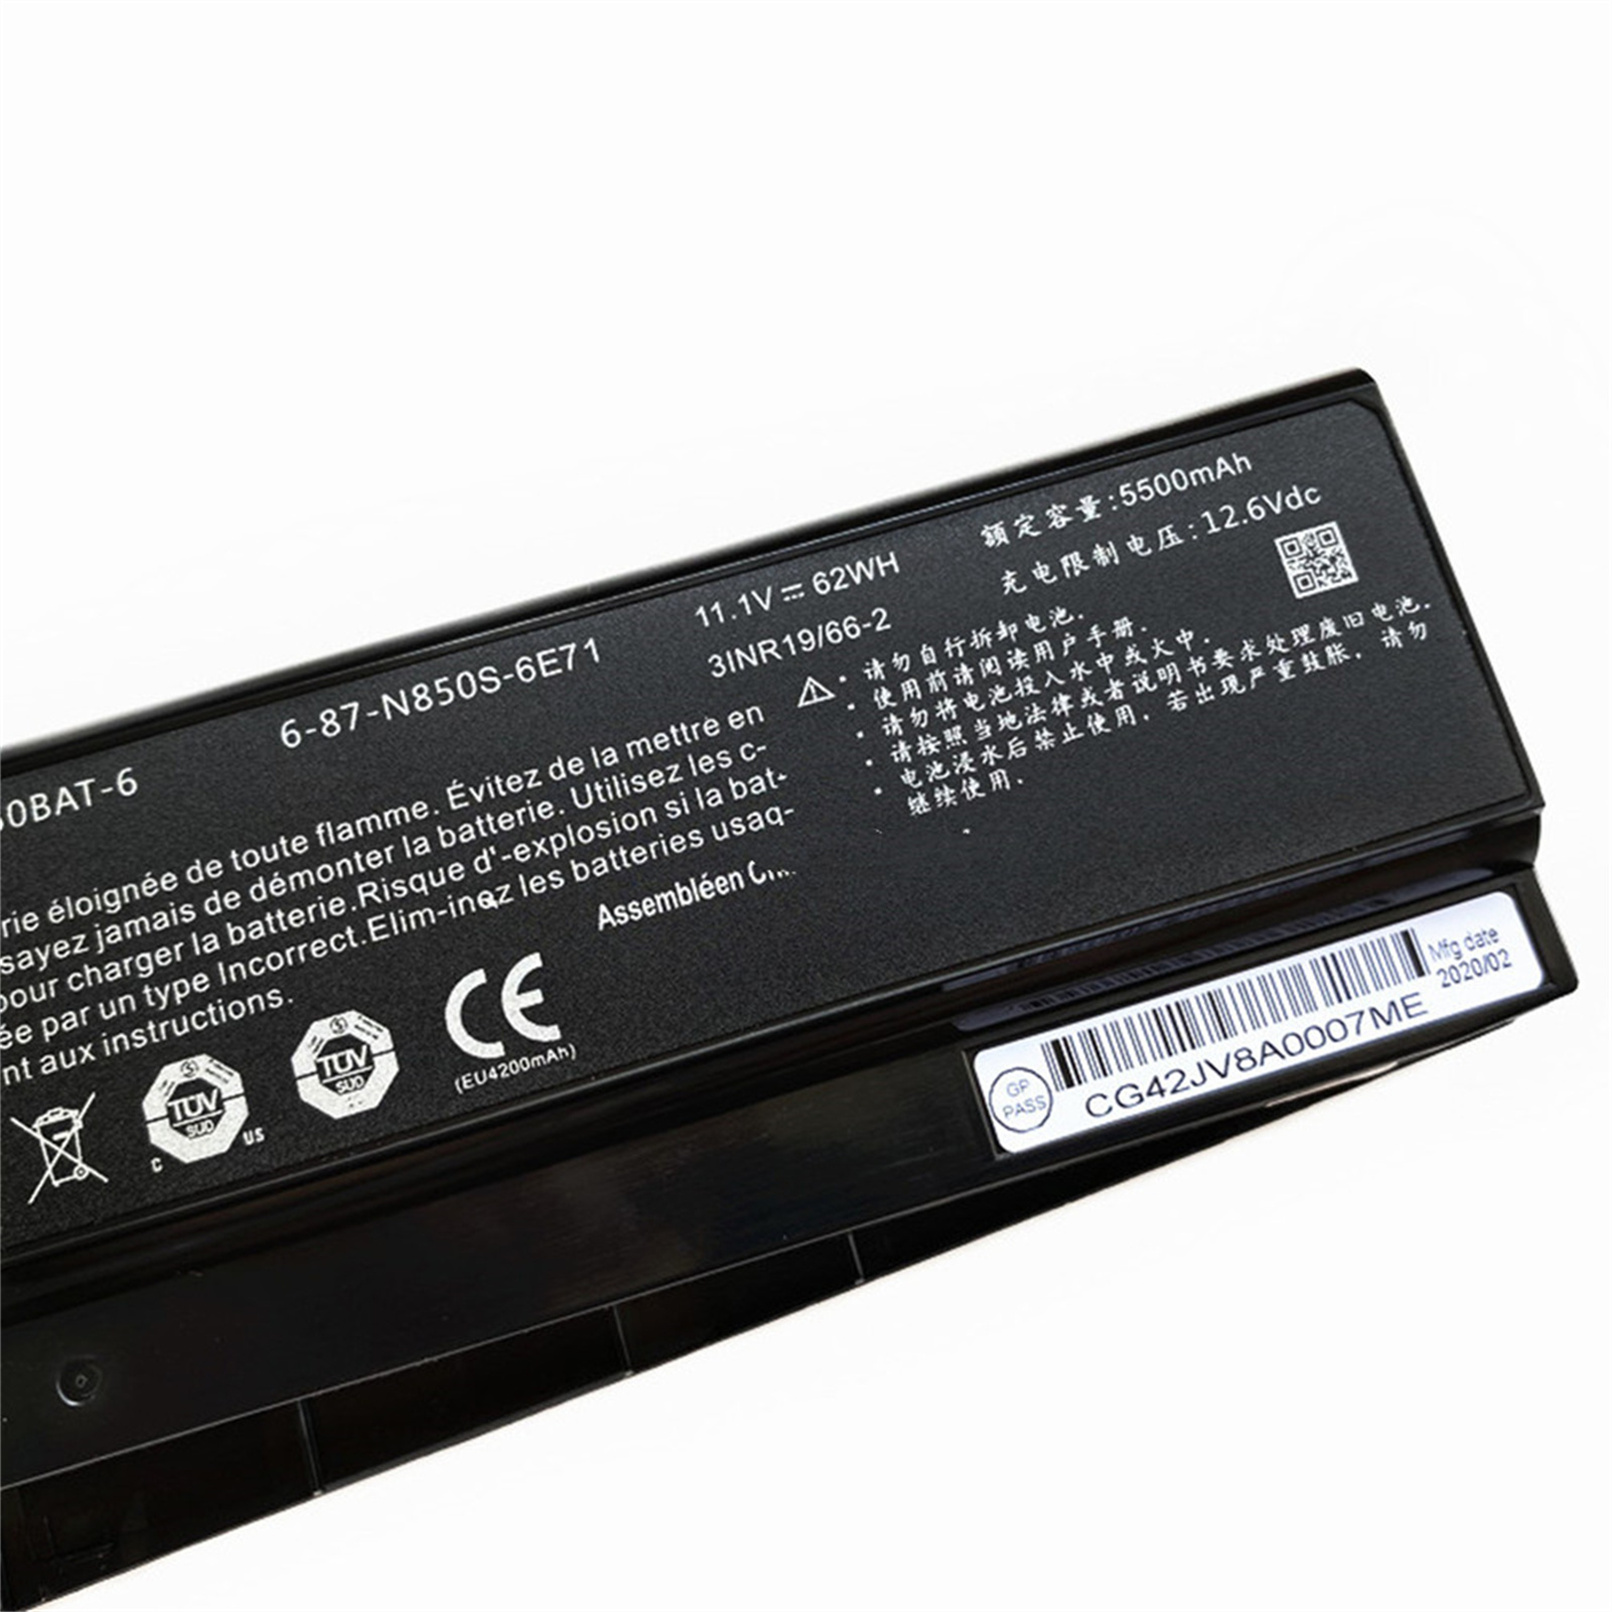 0BAT-6
6-87-N850S-6E71
11.1V⎓62WH
3INR19/66-2
額定容量:5500mAh
充电限制电压:12.6Vdc
rie éloignée de toute flamme. Évitez de la mettre en
sayez jamais de démonter la batterie. Utilisez les c-
pour charger la batterie.Risque d'-explosion si la bat-
ée par un type Incorrect.Elim-inez les batteries usaq-
nt aux instructions.
Assembléen
· 请勿自行拆卸电池.
· 使用前请阅读用户手册.
· 请勿将电池投入水中或火中.
· 请按照当地法律或者说明书要求处理废旧电池.
· 电池浸水后禁止使用, 若出现严重鼓胀, 请勿
继续使用.
TÜV
SUD
C US
TÜV
SUD
CE
(EU4200mAh)
GP
PASS
CG42JV8A0007ME
Mfg date
2020/02